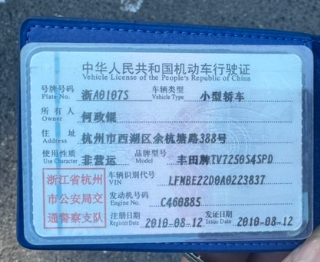 中华人民共和国机动车行驶证
Vehicle License of the People's Republic of China
号牌号码 浙A0107S 车辆类型 小型轿车
Plate No. Vehicle Type
所有人 何政银
Owner
住址 杭州市西湖区余杭塘路388号
Address
使用性质 非营运 品牌型号 丰田牌TV7250S4SPD
Use Character Model
浙江省杭州市公安局交通警察支队
车辆识别代号 LFMBE22D0A0223837
VIN
发动机号码 C460885
Engine No.
注册日期 2010-08-12 发证日期 2010-08-12
Register Date Issue Date